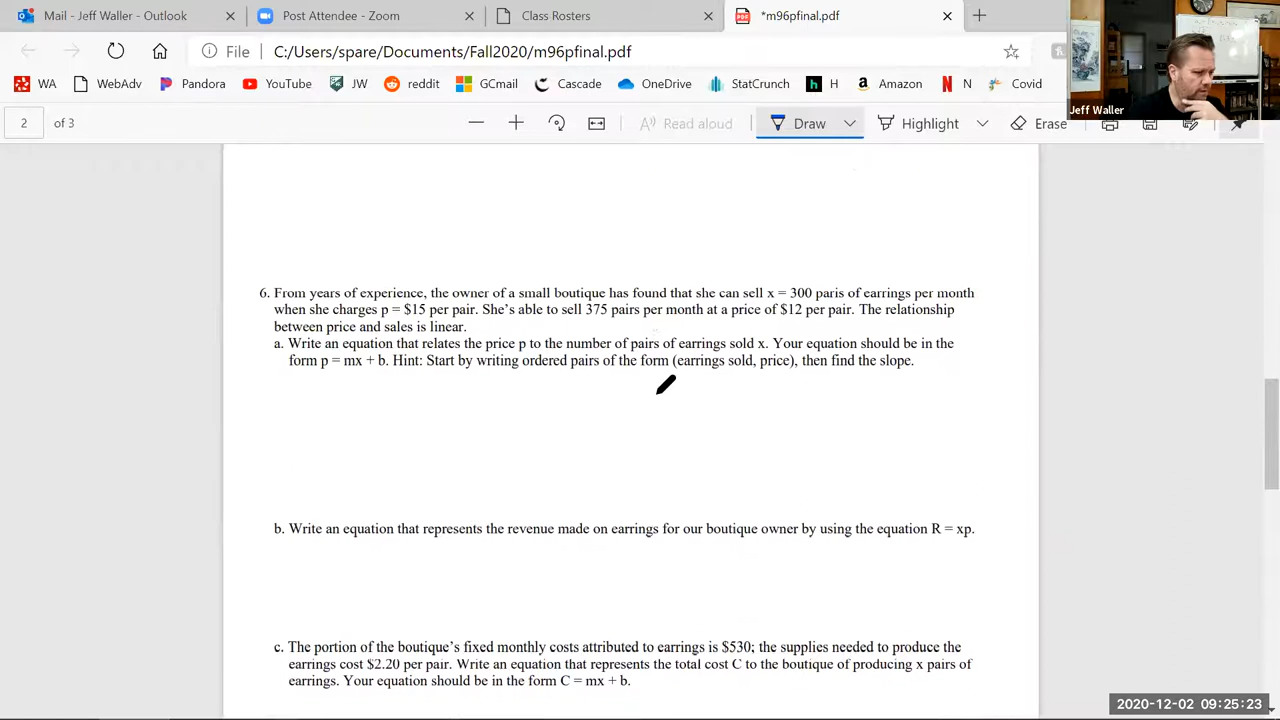 Mail - Jeff Waller - Outlook
Post Attendee - Zoom
Class Rosters
*m96pfinal.pdf
File
C:/Users/spare/Documents/Fall2020/m96pfinal.pdf
WA
WebAdv
Pandora
YouTube
JW
reddit
GCmail
Cascade
OneDrive
StatCrunch
H
Amazon
N
Covid
Jeff Waller
2 of 3
Read aloud
Draw
Highlight
Erase
6. From years of experience, the owner of a small boutique has found that she can sell x = 300 paris of earrings per month
when she charges p = $15 per pair. She's able to sell 375 pairs per month at a price of $12 per pair. The relationship
between price and sales is linear.
a. Write an equation that relates the price p to the number of pairs of earrings sold x. Your equation should be in the
form p = mx + b. Hint: Start by writing ordered pairs of the form (earrings sold, price), then find the slope.
b. Write an equation that represents the revenue made on earrings for our boutique owner by using the equation R = xp.
c. The portion of the boutique's fixed monthly costs attributed to earrings is $530; the supplies needed to produce the
earrings cost $2.20 per pair. Write an equation that represents the total cost C to the boutique of producing x pairs of
earrings. Your equation should be in the form C = mx + b.
2020-12-02 09:25:23